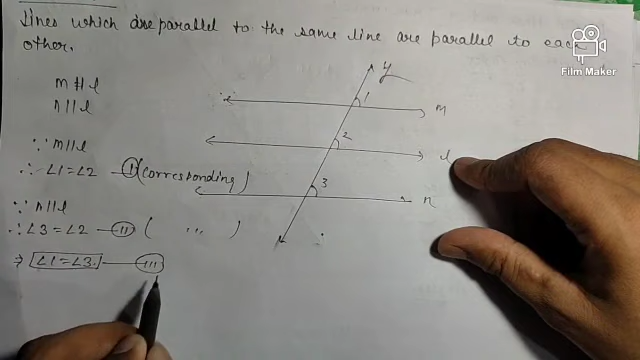 Lines which are parallel to the same line are parallel to each
other.
m || l
n || l
∵ m || l
∴ ∠1 = ∠2 — (I) (corresponding)
∵ n || l
∴ ∠3 = ∠2 — (II) ( ,,, )
⇒ ∠1 = ∠3. — (III)
y
1
m
2
l
3
n
Film Maker